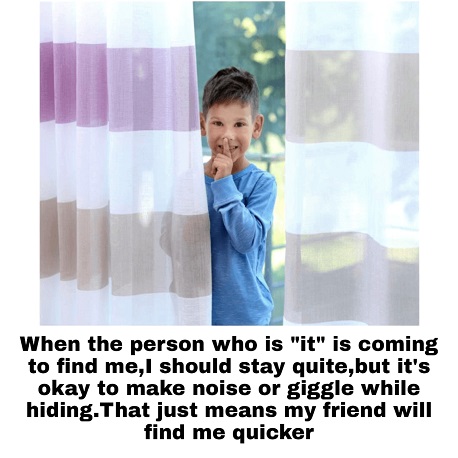 When the person who is "it" is coming
to find me,I should stay quite,but it's
okay to make noise or giggle while
hiding.That just means my friend will
find me quicker